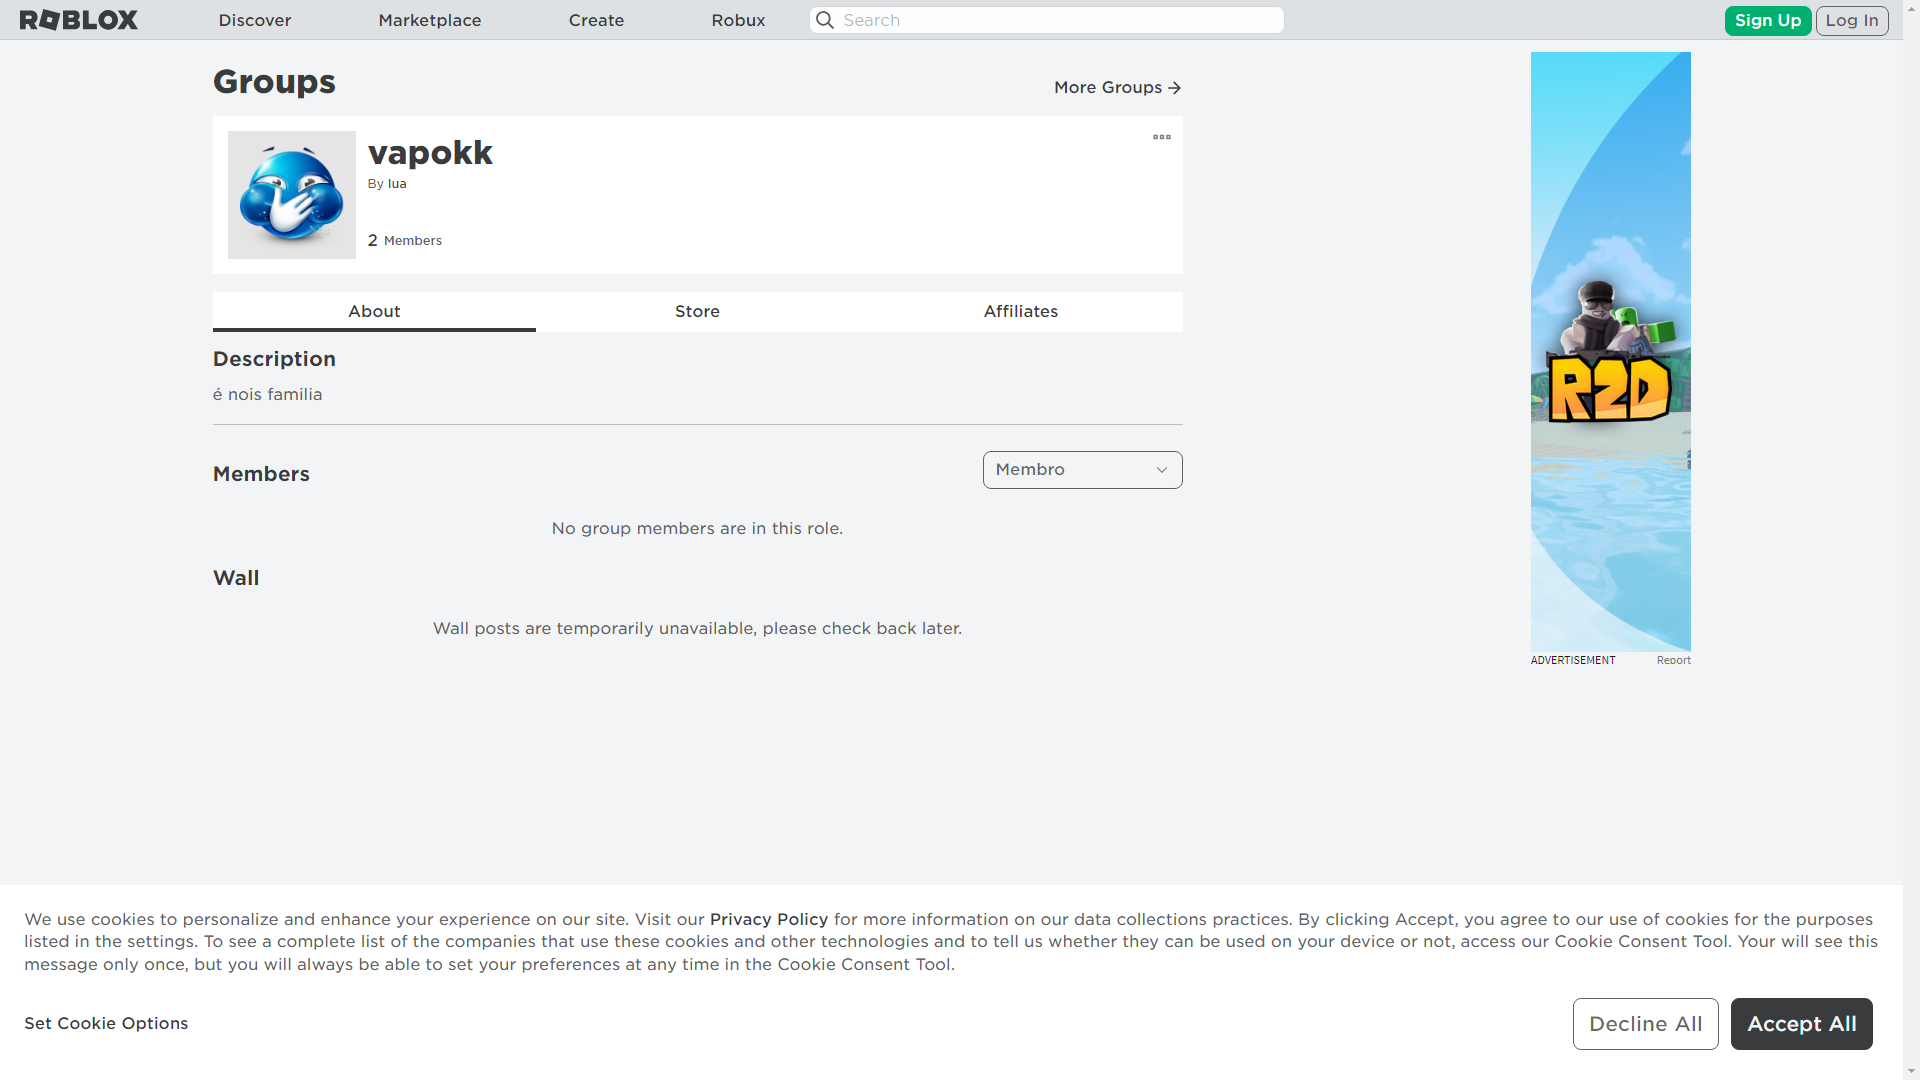 ROBLOX
Discover
Marketplace
Create
Robux
Search
Sign Up
Log In
Groups
More Groups
vapokk
By lua
2 Members
About
Store
Affiliates
Description
é nois familia
Members
Membro
No group members are in this role.
Wall
Wall posts are temporarily unavailable, please check back later.
R2D
ADVERTISEMENT
Report
We use cookies to personalize and enhance your experience on our site. Visit our Privacy Policy for more information on our data collections practices. By clicking Accept, you agree to our use of cookies for the purposes
listed in the settings. To see a complete list of the companies that use these cookies and other technologies and to tell us whether they can be used on your device or not, access our Cookie Consent Tool. Your will see this
message only once, but you will always be able to set your preferences at any time in the Cookie Consent Tool.
Set Cookie Options
Decline All
Accept All